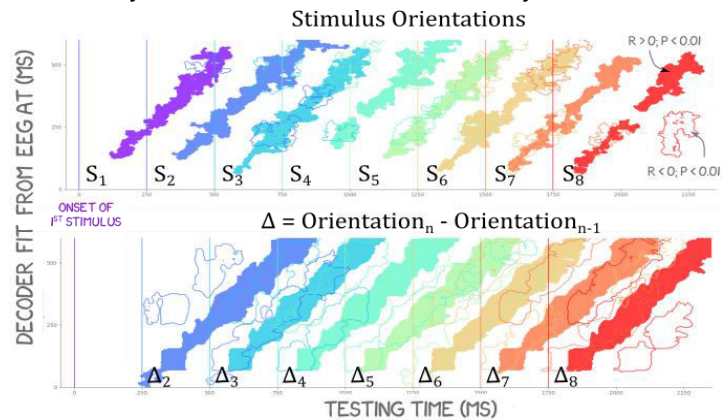 Stimulus Orientations
R > 0; P < 0.01
500
250
0
S1 S2 S3 S4 S5 S6 S7 S8
R < 0; P < 0.01
0 250 500 750 1000 1250 1500 1750 2000 2250
ONSET OF
1ST STIMULUS
Δ = Orientationn - Orientationn-1
DECODER FIT FROM EEG AT (MS)
500
250
0
Δ2 Δ3 Δ4 Δ5 Δ6 Δ7 Δ8
0 250 500 750 1000 1250 1500 1750 2000 2250
TESTING TIME (MS)